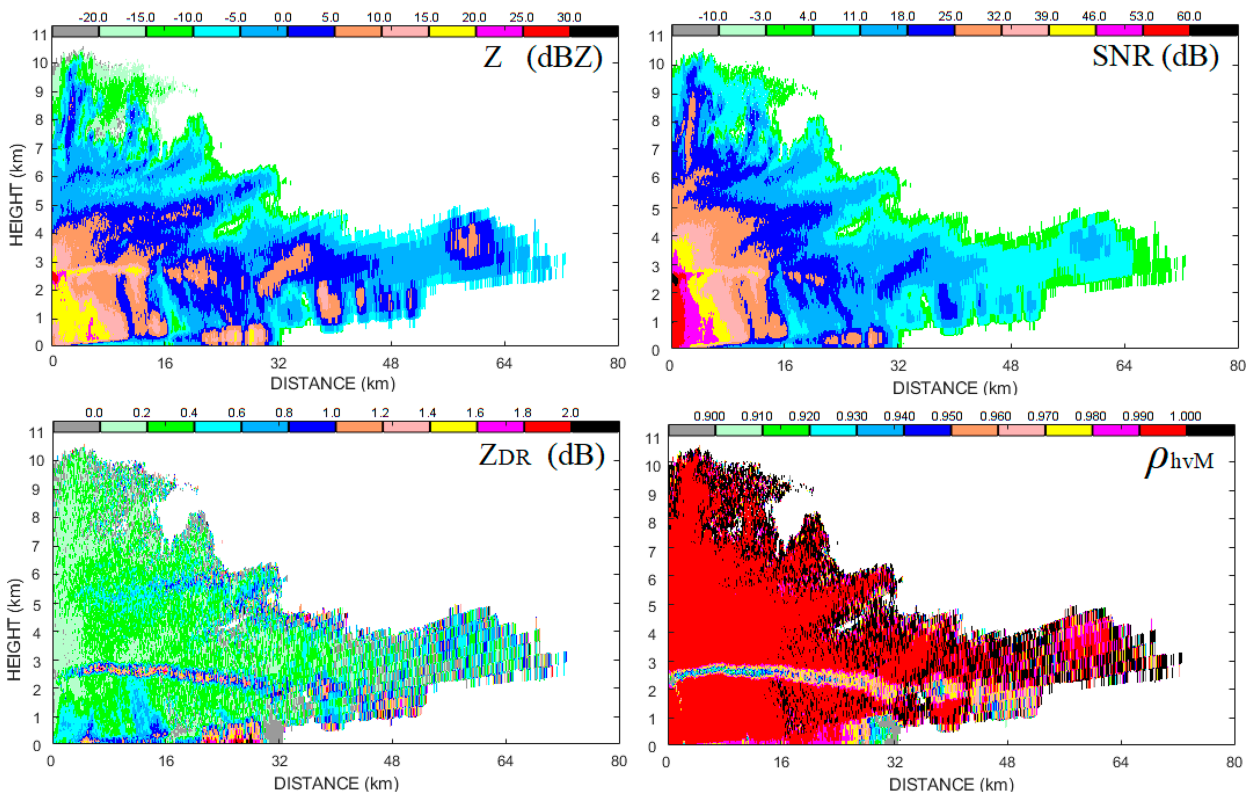 -20.0 -15.0 -10.0 -5.0 0.0 5.0 10.0 15.0 20.0 25.0 30.0
Z (dBZ)
11
10
9
8
7
6
5
4
3
2
1
0
HEIGHT (km)
0 16 32 48 64 80
DISTANCE (km)
-10.0 -3.0 4.0 11.0 18.0 25.0 32.0 39.0 46.0 53.0 60.0
SNR (dB)
11
10
9
8
7
6
5
4
3
2
1
0
0 16 32 48 64 80
DISTANCE (km)
0.0 0.2 0.4 0.6 0.8 1.0 1.2 1.4 1.6 1.8 2.0
ZDR (dB)
11
10
9
8
7
6
5
4
3
2
1
0
HEIGHT (km)
0 16 32 48 64 80
DISTANCE (km)
0.900 0.910 0.920 0.930 0.940 0.950 0.960 0.970 0.980 0.990 1.000
ρhvM
11
10
9
8
7
6
5
4
3
2
1
0
0 16 32 48 64 80
DISTANCE (km)